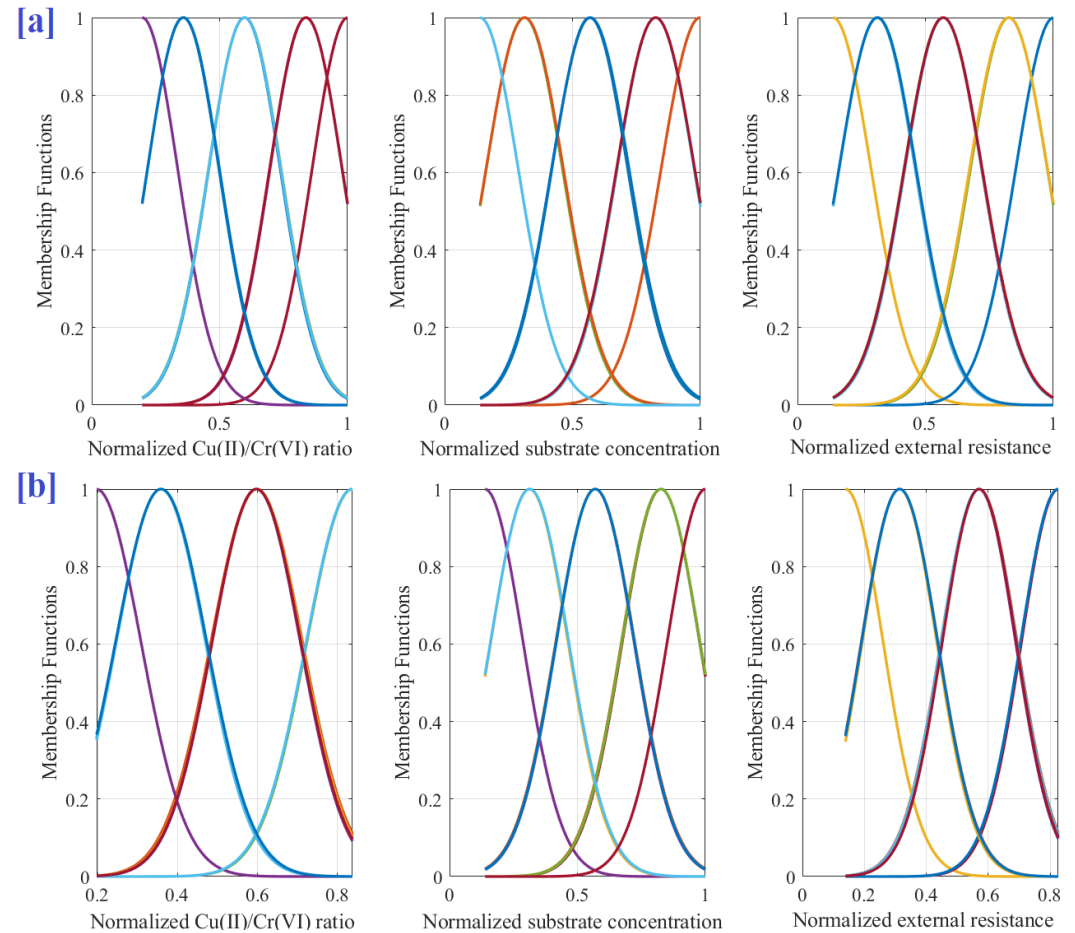 [a]
Membership Functions
1
0.8
0.6
0.4
0.2
0
0 0.5 1
Normalized Cu(II)/Cr(VI) ratio
Membership Functions
1
0.8
0.6
0.4
0.2
0
0 0.5 1
Normalized substrate concentration
Membership Functions
1
0.8
0.6
0.4
0.2
0
0 0.5 1
Normalized external resistance
[b]
Membership Functions
1
0.8
0.6
0.4
0.2
0
0.2 0.4 0.6 0.8
Normalized Cu(II)/Cr(VI) ratio
Membership Functions
1
0.8
0.6
0.4
0.2
0
0 0.5 1
Normalized substrate concentration
Membership Functions
1
0.8
0.6
0.4
0.2
0
0 0.2 0.4 0.6 0.8
Normalized external resistance